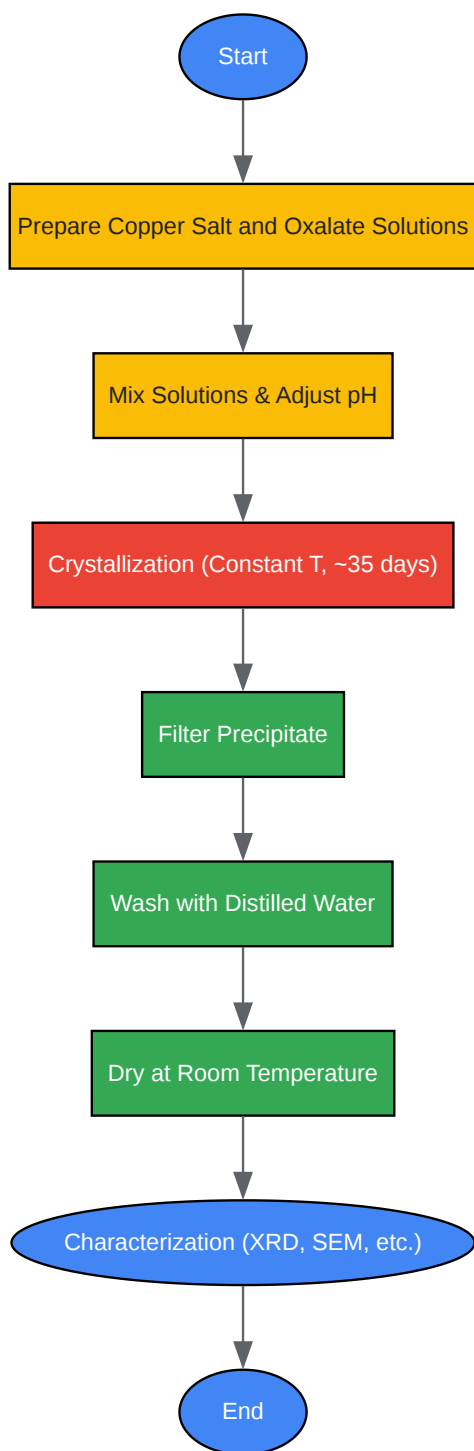 Start
Prepare Copper Salt and Oxalate Solutions
Mix Solutions & Adjust pH
Crystallization (Constant T, ~35 days)
Filter Precipitate
Wash with Distilled Water
Dry at Room Temperature
Characterization (XRD, SEM, etc.)
End